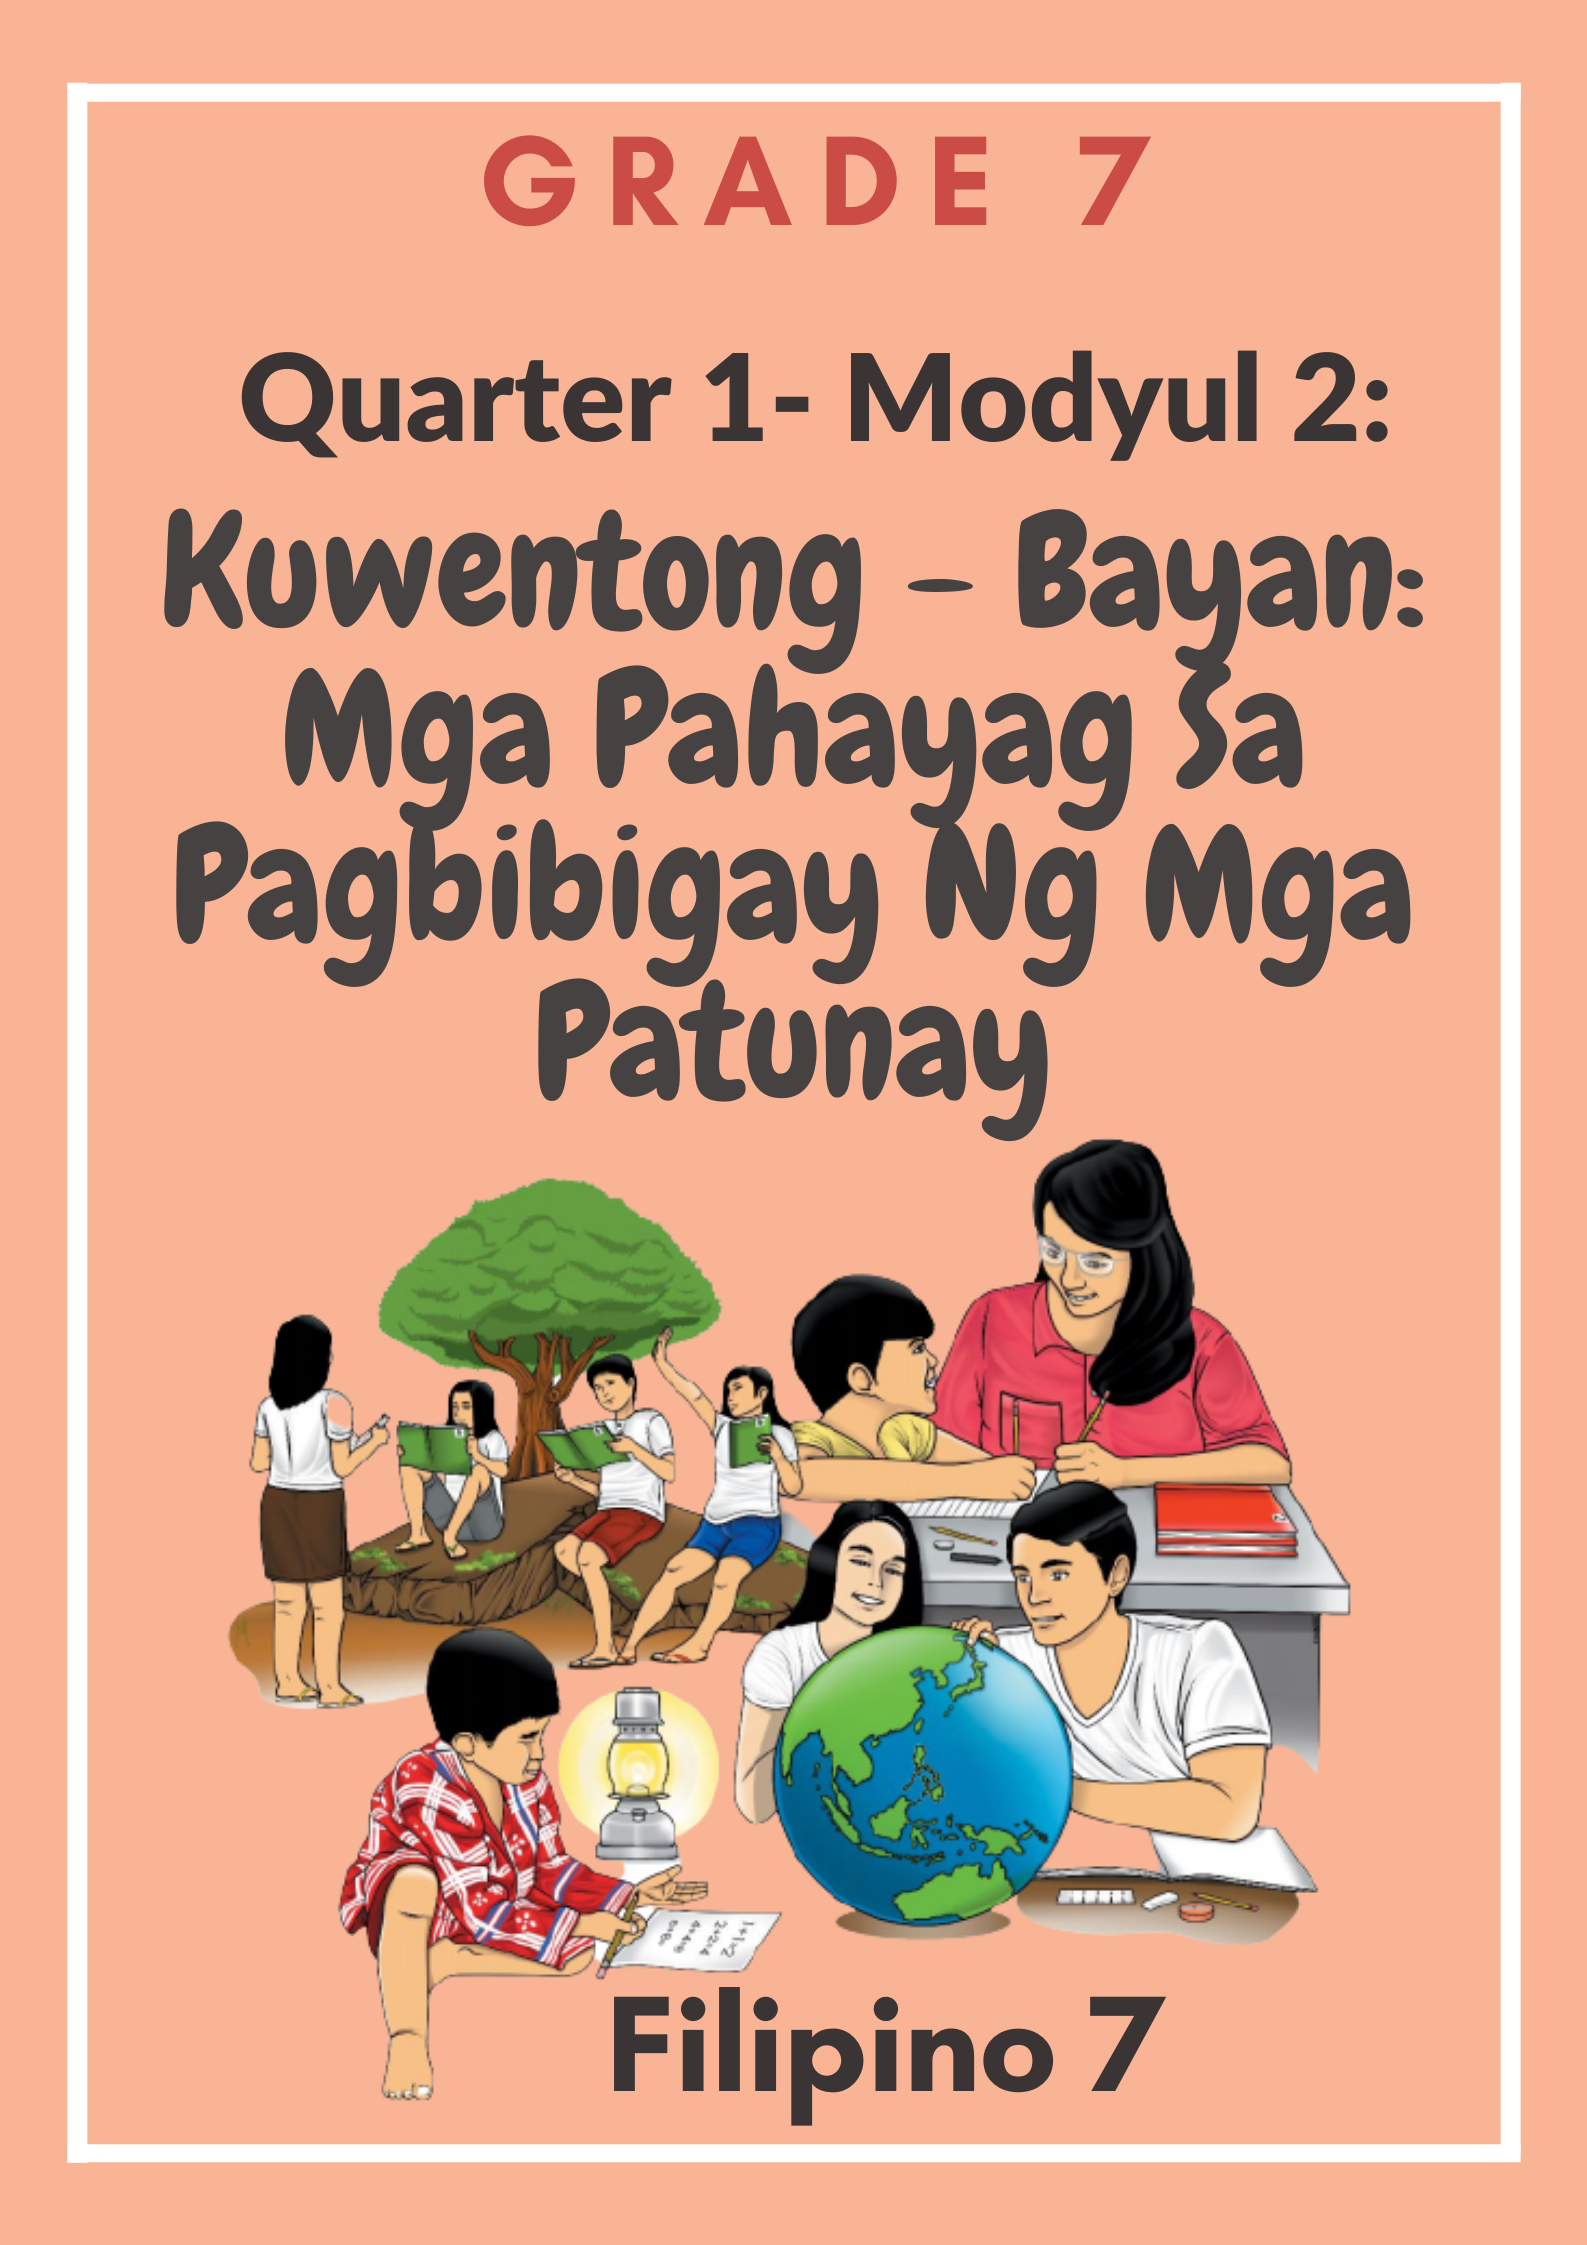 GRADE 7
Quarter 1- Modyul 2:
Kuwentong – Bayan:
Mga Pahayag Sa
Pagbibigay Ng Mga
Patunay
Filipino 7